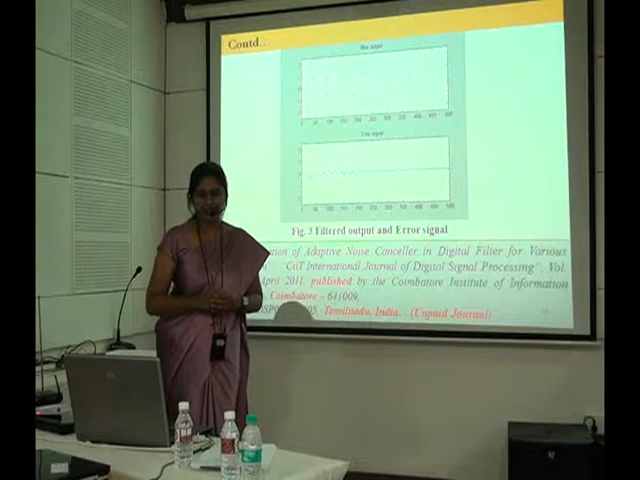 Contd...
Filter output
Error signal
Fig. 3 Filtered output and Error signal
of Adaptive Noise Canceller in Digital Filter for Various
"CiiT International Journal of Digital Signal Processing", Vol.
April 2011, published by the Coimbatore Institute of Information
Coimbatore – 641009,
Tamilnadu, India. (Unpaid Journal)